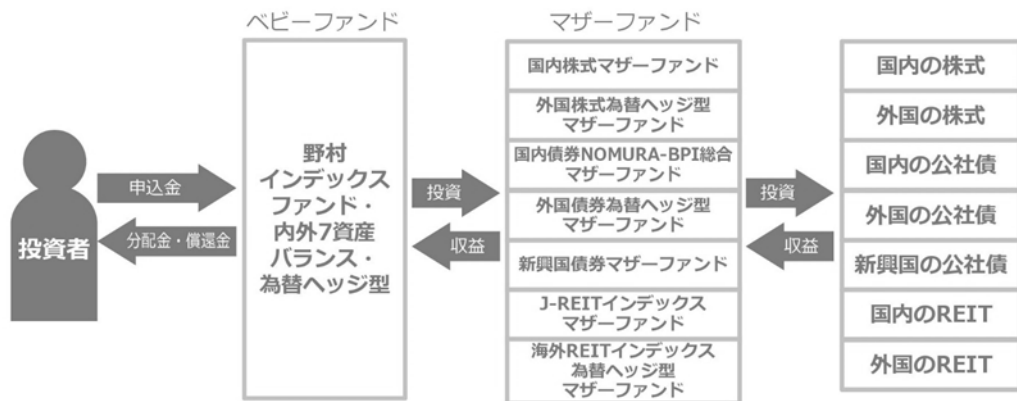 ベビーファンド
マザーファンド
投資者
申込金
分配金・償還金
野村
インデックス
ファンド・
内外7資産
バランス・
為替ヘッジ型
投資
収益
国内株式マザーファンド
外国株式為替ヘッジ型
マザーファンド
国内債券NOMURA-BPI総合
マザーファンド
外国債券為替ヘッジ型
マザーファンド
新興国債券マザーファンド
J-REITインデックス
マザーファンド
海外REITインデックス
為替ヘッジ型
マザーファンド
投資
収益
国内の株式
外国の株式
国内の公社債
外国の公社債
新興国の公社債
国内のREIT
外国のREIT